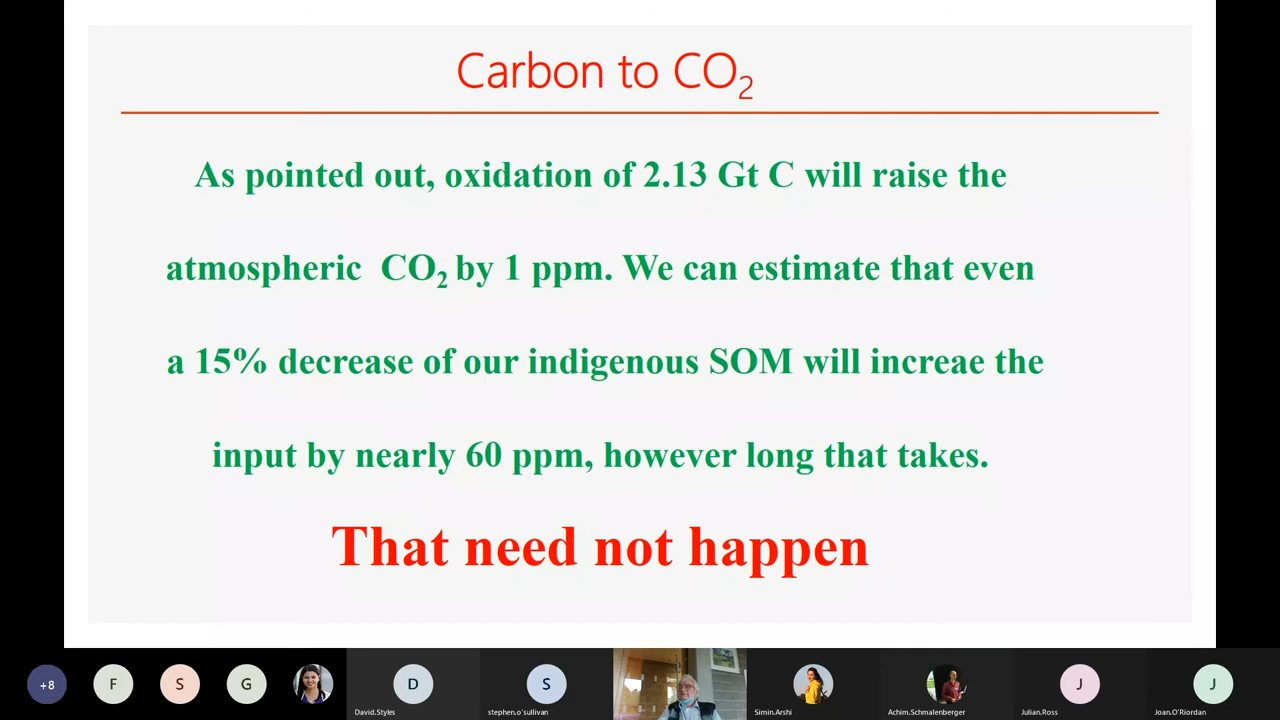 Carbon to CO₂
As pointed out, oxidation of 2.13 Gt C will raise the
atmospheric CO₂ by 1 ppm. We can estimate that even
a 15% decrease of our indigenous SOM will increae the
input by nearly 60 ppm, however long that takes.
That need not happen
+8 F S G D S J J
David.Styles stephen.o'sullivan Simin.Arshi Achim.Schmalenberger Julian.Ross Joan.O'Riordan